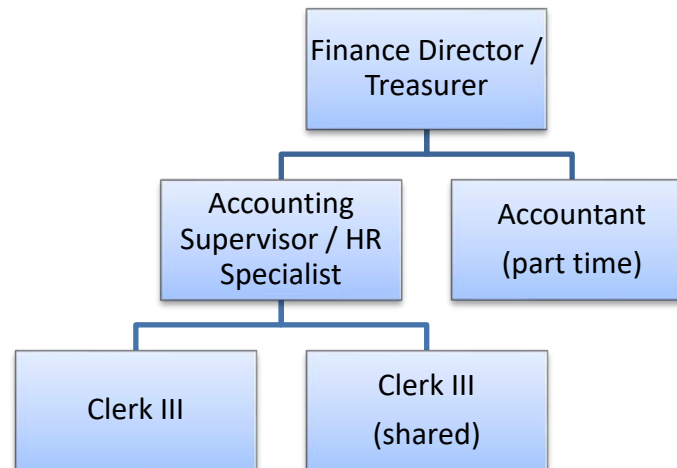 Finance Director /
Treasurer
Accounting
Supervisor / HR
Specialist
Accountant
(part time)
Clerk III
Clerk III
(shared)